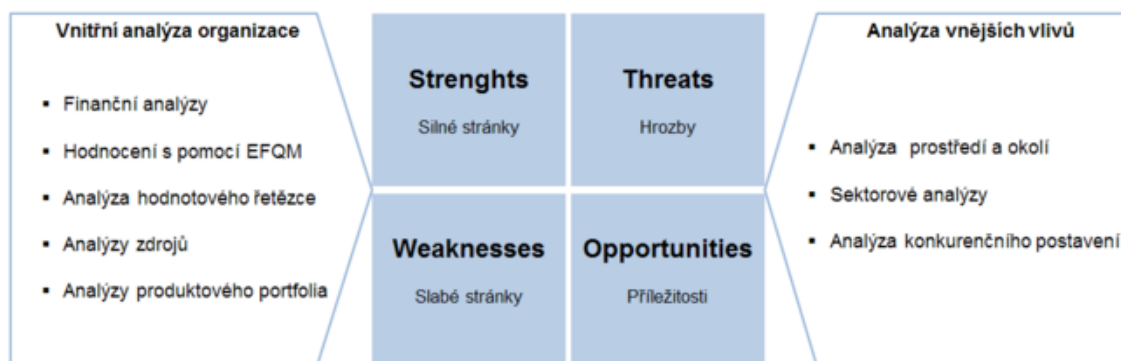 Vnitřní analýza organizace
▪ Finanční analýzy
▪ Hodnocení s pomocí EFQM
▪ Analýza hodnotového řetězce
▪ Analýzy zdrojů
▪ Analýzy produktového portfolia
Strenghts
Silné stránky
Threats
Hrozby
Weaknesses
Slabé stránky
Opportunities
Příležitosti
Analýza vnějších vlivů
▪ Analýza prostředí a okolí
▪ Sektorové analýzy
▪ Analýza konkurenčního postavení